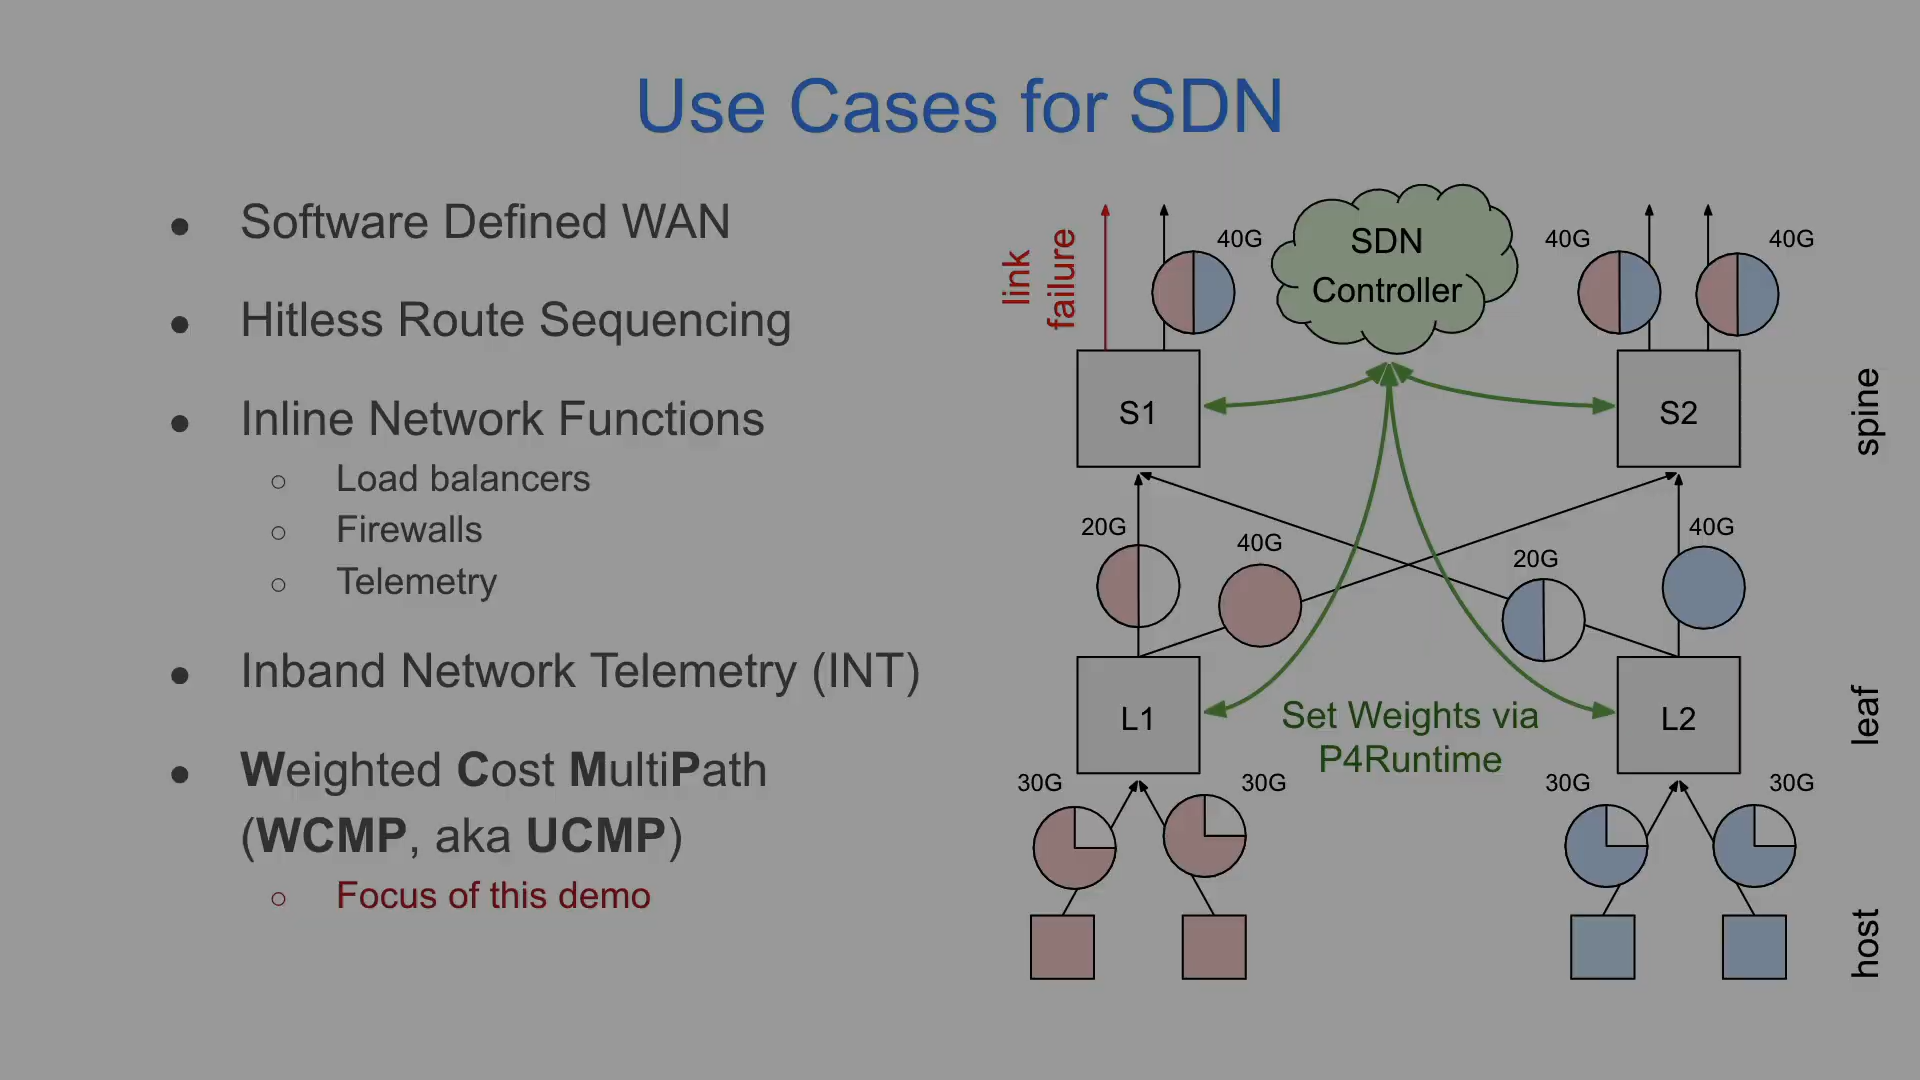 Use Cases for SDN
● Software Defined WAN
● Hitless Route Sequencing
● Inline Network Functions
○ Load balancers
○ Firewalls
○ Telemetry
● Inband Network Telemetry (INT)
● Weighted Cost MultiPath
(WCMP, aka UCMP)
○ Focus of this demo
link
failure
40G
SDN
Controller
40G
40G
S1
S2
spine
20G
40G
20G
40G
L1
Set Weights via
P4Runtime
L2
leaf
30G
30G
30G
30G
host